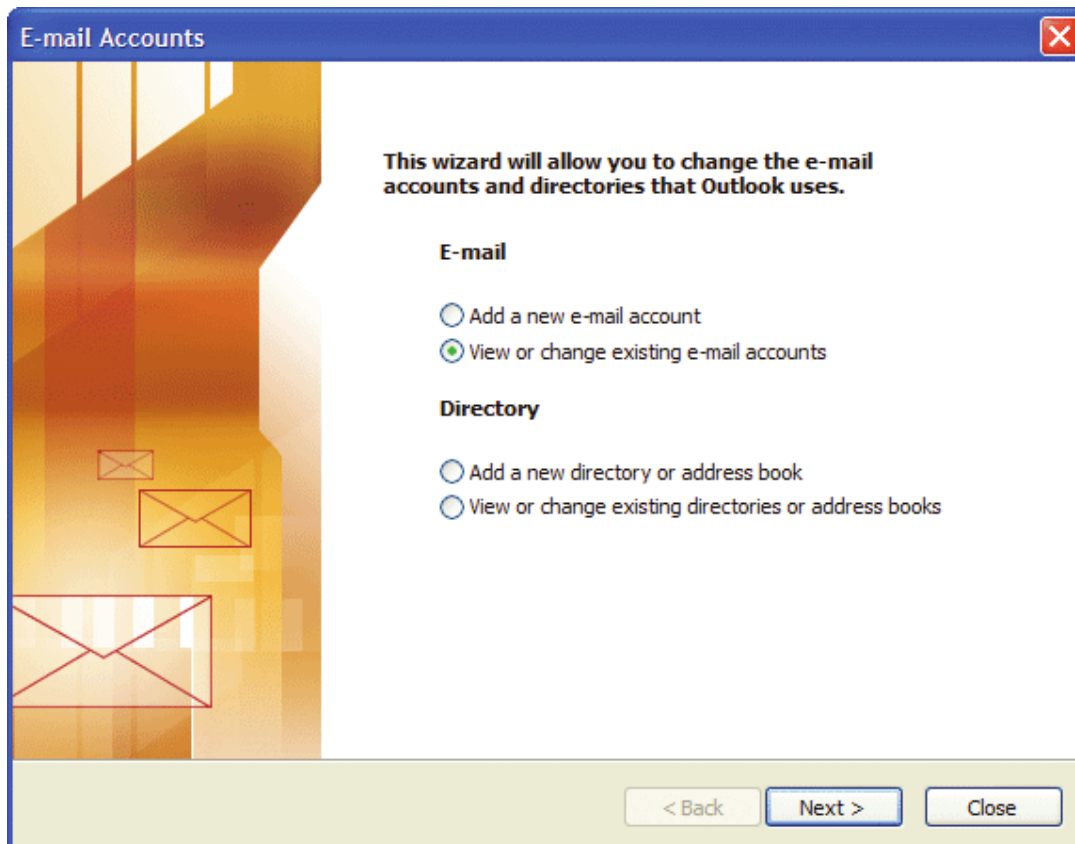 E-mail Accounts
This wizard will allow you to change the e-mail
accounts and directories that Outlook uses.
E-mail
Add a new e-mail account
View or change existing e-mail accounts
Directory
Add a new directory or address book
View or change existing directories or address books
< Back
Next >
Close